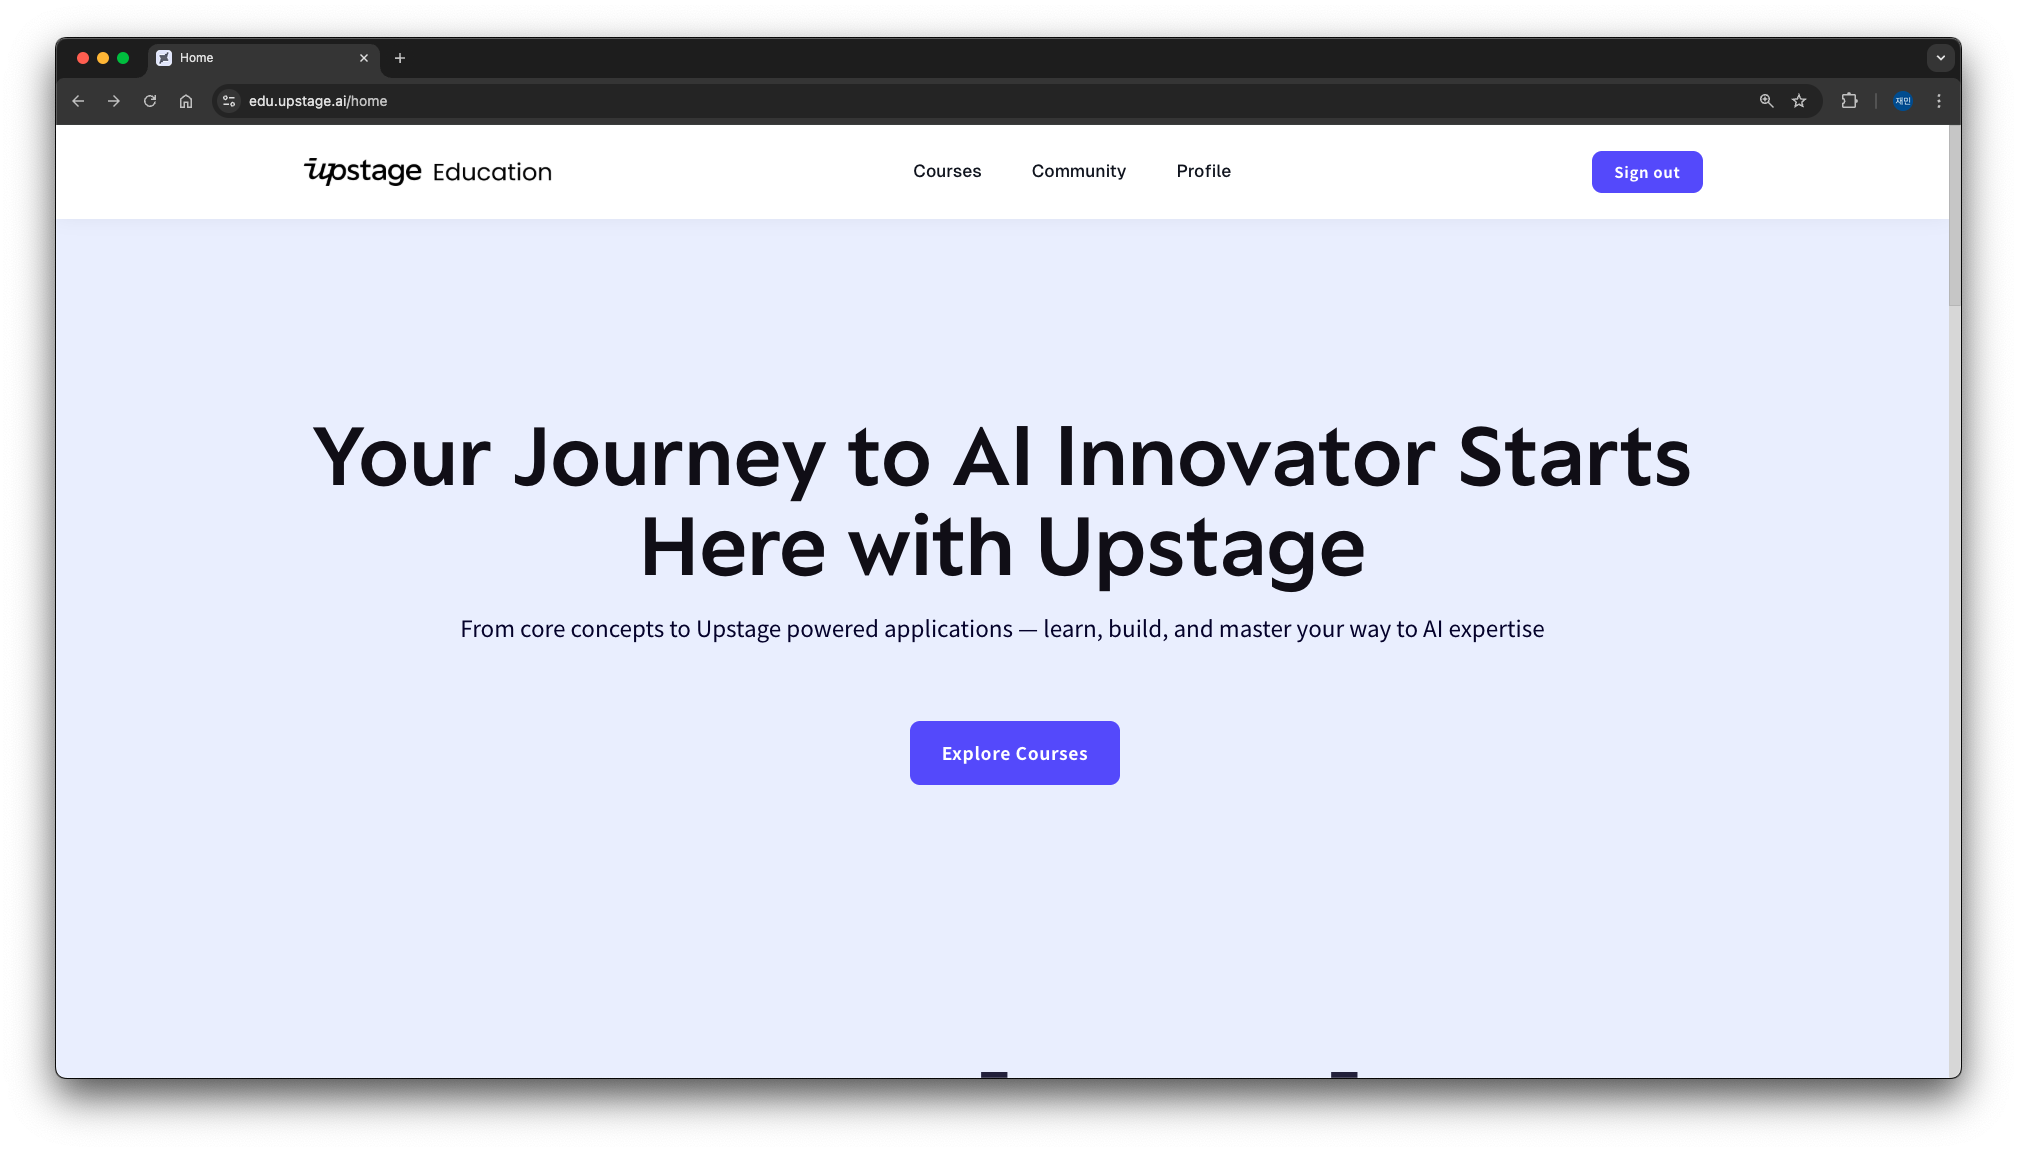 Home
edu.upstage.ai/home
재민
upstage Education
Courses
Community
Profile
Sign out
Your Journey to AI Innovator Starts
Here with Upstage
From core concepts to Upstage powered applications — learn, build, and master your way to AI expertise
Explore Courses